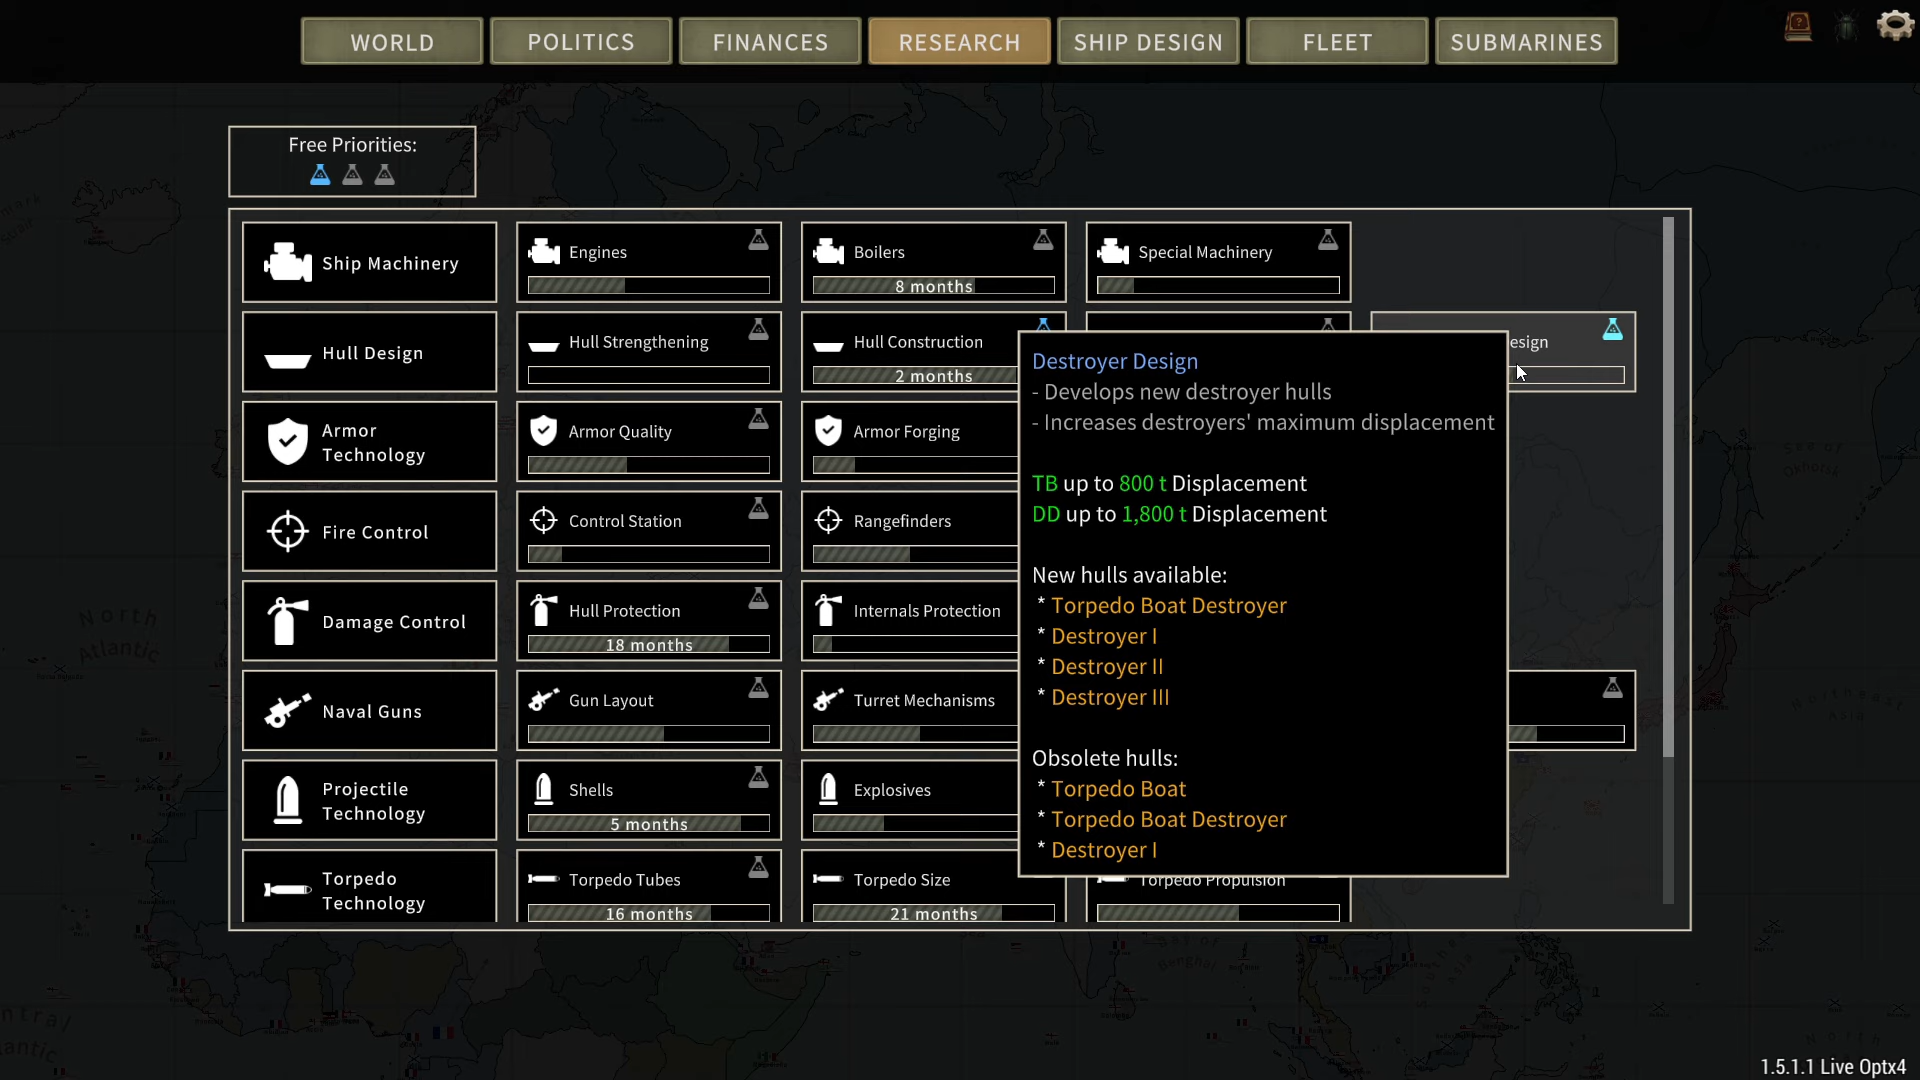 WORLD
POLITICS
FINANCES
RESEARCH
SHIP DESIGN
FLEET
SUBMARINES
Free Priorities:
Ship Machinery
Engines
Boilers
8 months
Special Machinery
Hull Design
Hull Strengthening
Hull Construction
2 months
esign
Armor
Technology
Armor Quality
Armor Forging
Fire Control
Control Station
Rangefinders
Damage Control
Hull Protection
18 months
Internals Protection
Naval Guns
Gun Layout
Turret Mechanisms
Projectile
Technology
Shells
5 months
Explosives
Torpedo
Technology
Torpedo Tubes
16 months
Torpedo Size
21 months
Torpedo Propulsion
Destroyer Design
- Develops new destroyer hulls
- Increases destroyers' maximum displacement
TB up to 800 t Displacement
DD up to 1,800 t Displacement
New hulls available:
* Torpedo Boat Destroyer
* Destroyer I
* Destroyer II
* Destroyer III
Obsolete hulls:
* Torpedo Boat
* Torpedo Boat Destroyer
* Destroyer I
North
Atlantic
Sea of
Okhotsk
1.5.1.1 Live Optx4